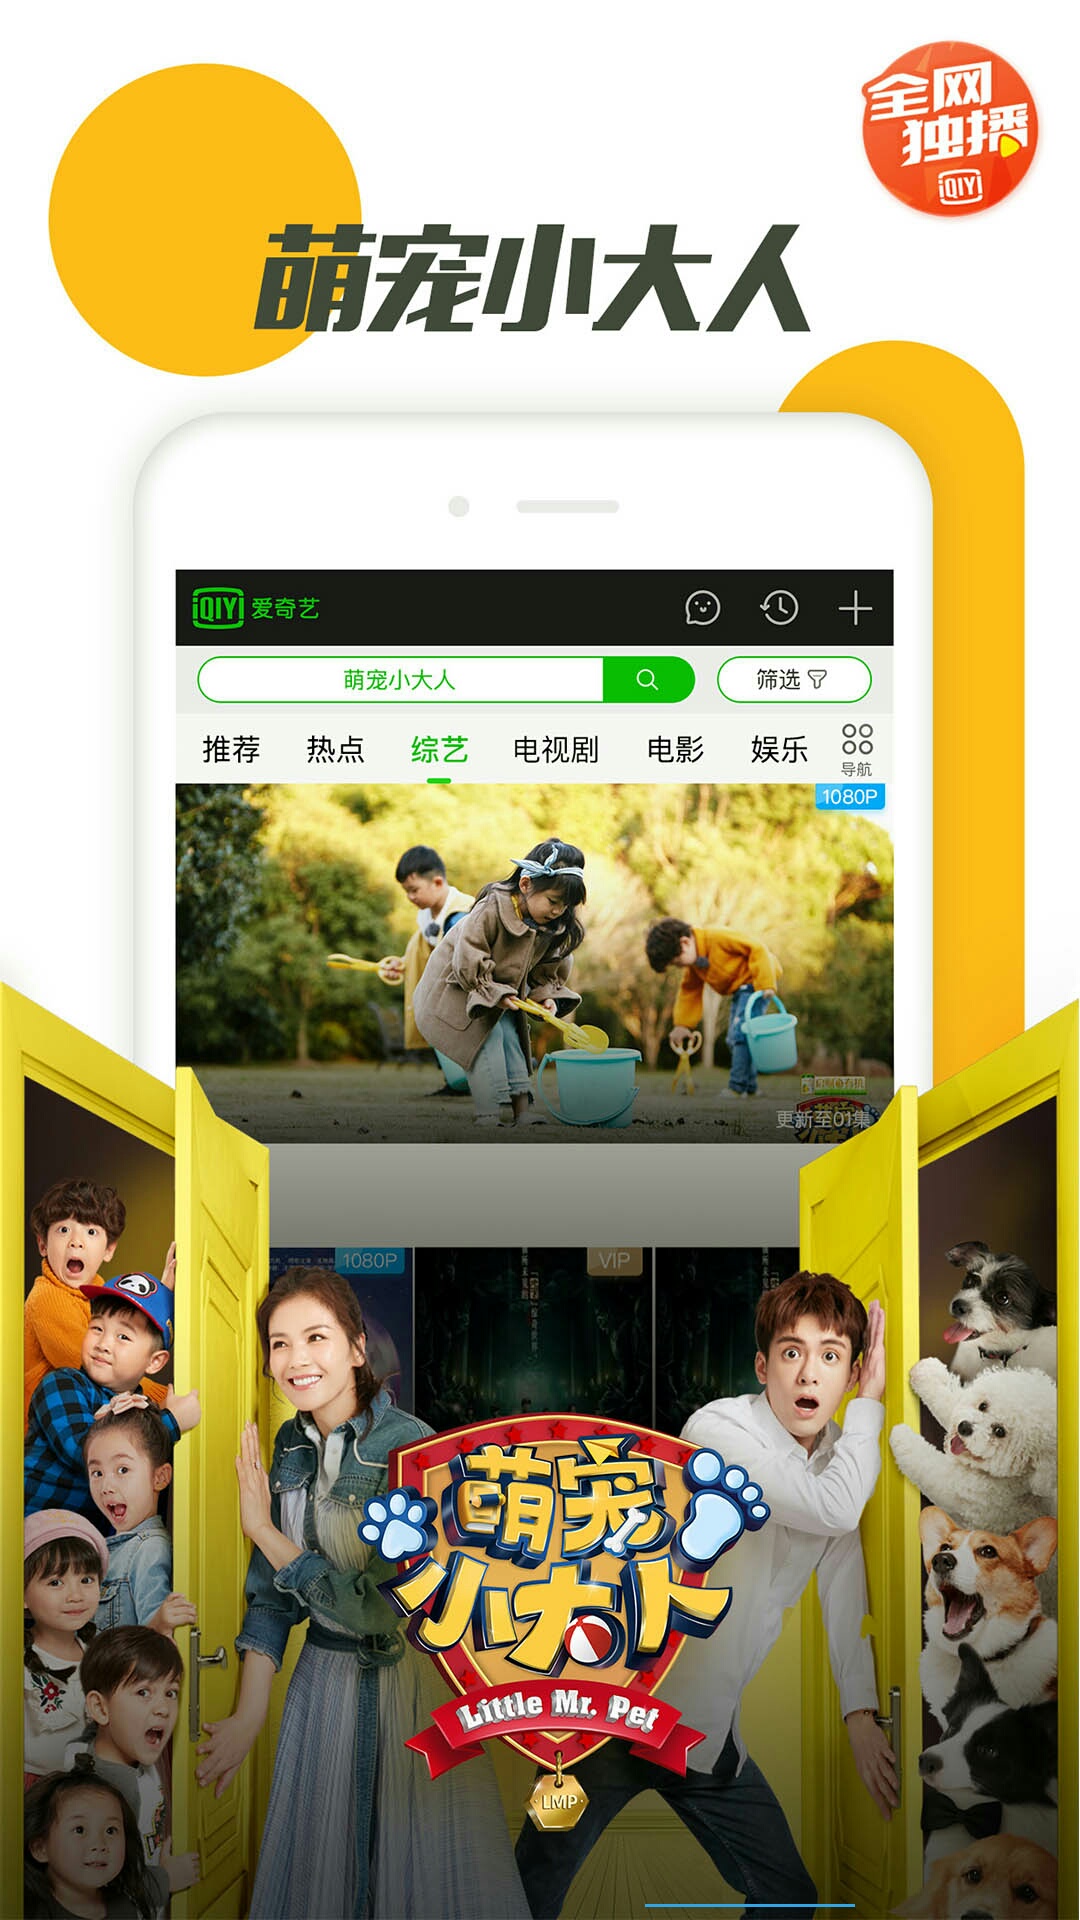 全网
独播
iQIYI
萌宠小大人
iQIYI 爱奇艺
萌宠小大人
筛选
推荐 热点 综艺 电视剧 电影 娱乐
导航
1080P
更新至01集
1080P
VIP
萌宠
小大人
Little Mr. Pet
LMP